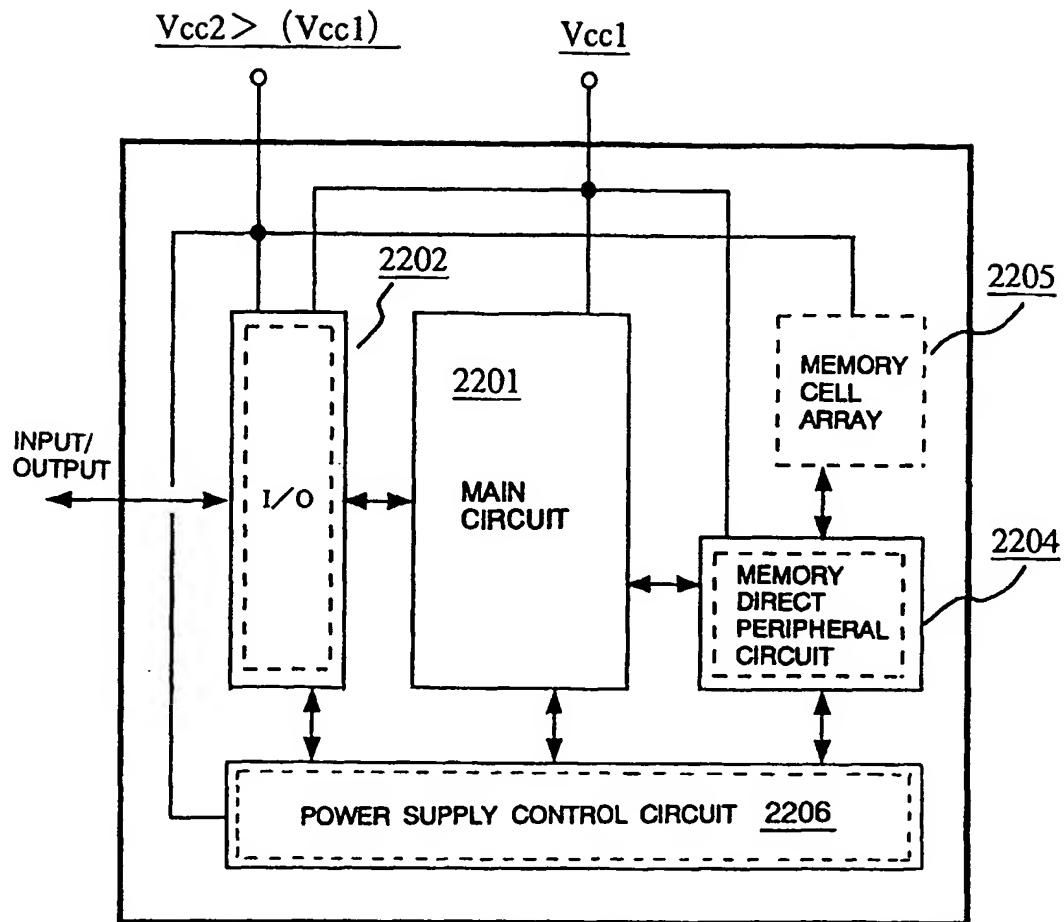 Vcc2＞ (Vcc1)
Vcc1
2202
2205
2201
MEMORY
CELL
ARRAY
INPUT/
OUTPUT
I/O
MAIN
CIRCUIT
2204
MEMORY
DIRECT
PERIPHERAL
CIRCUIT
POWER SUPPLY CONTROL CIRCUIT 2206